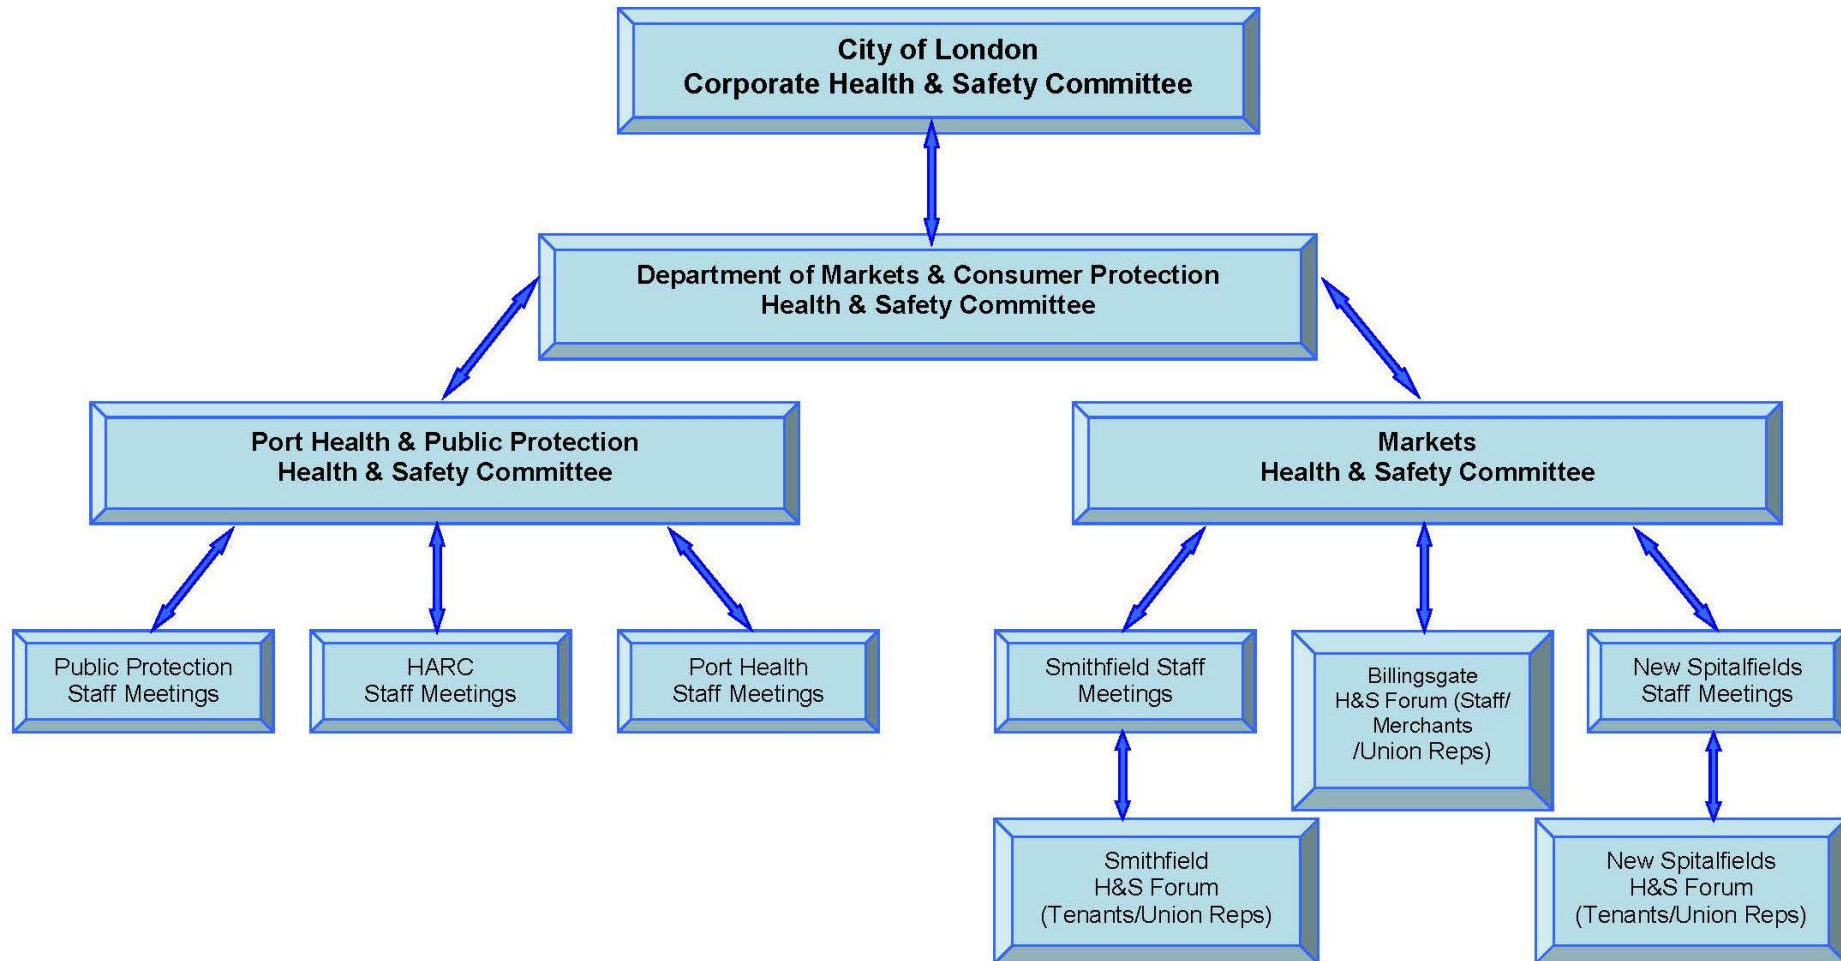 City of London
Corporate Health & Safety Committee
Department of Markets & Consumer Protection
Health & Safety Committee
Port Health & Public Protection
Health & Safety Committee
Markets
Health & Safety Committee
Public Protection
Staff Meetings
HARC
Staff Meetings
Port Health
Staff Meetings
Smithfield Staff
Meetings
Billingsgate
H&S Forum (Staff/
Merchants
/Union Reps)
New Spitalfields
Staff Meetings
Smithfield
H&S Forum
(Tenants/Union Reps)
New Spitalfields
H&S Forum
(Tenants/Union Reps)